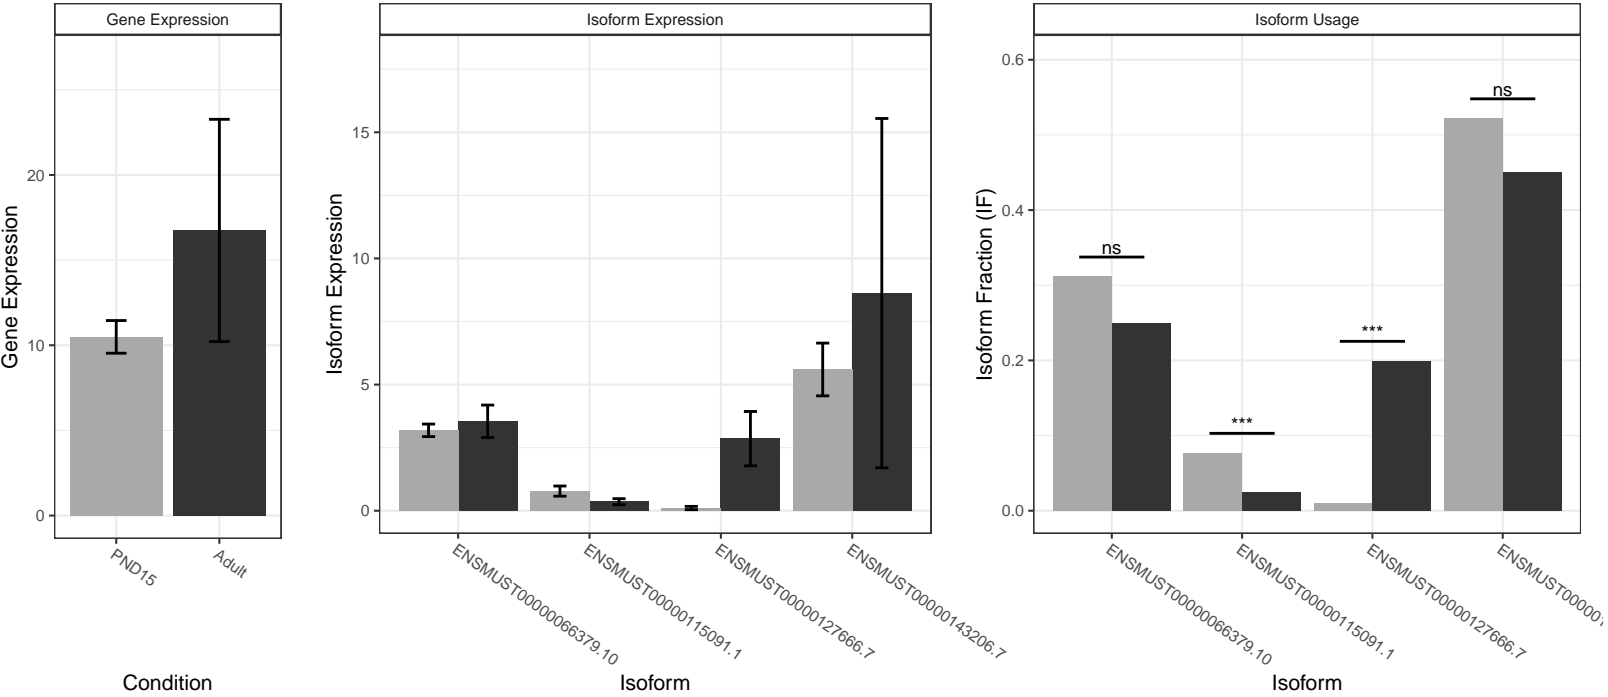 Gene Expression
Isoform Expression
Isoform Usage
Gene Expression
0
10
20
PND15
Adult
Condition
Isoform Expression
0
5
10
15
ENSMUST00000066379.10
ENSMUST00000115091.1
ENSMUST00000127666.7
ENSMUST00000143206.7
Isoform
Isoform Fraction (IF)
0.0
0.2
0.4
0.6
ns
***
***
ns
ENSMUST00000066379.10
ENSMUST00000115091.1
ENSMUST00000127666.7
ENSMUST000001
Isoform